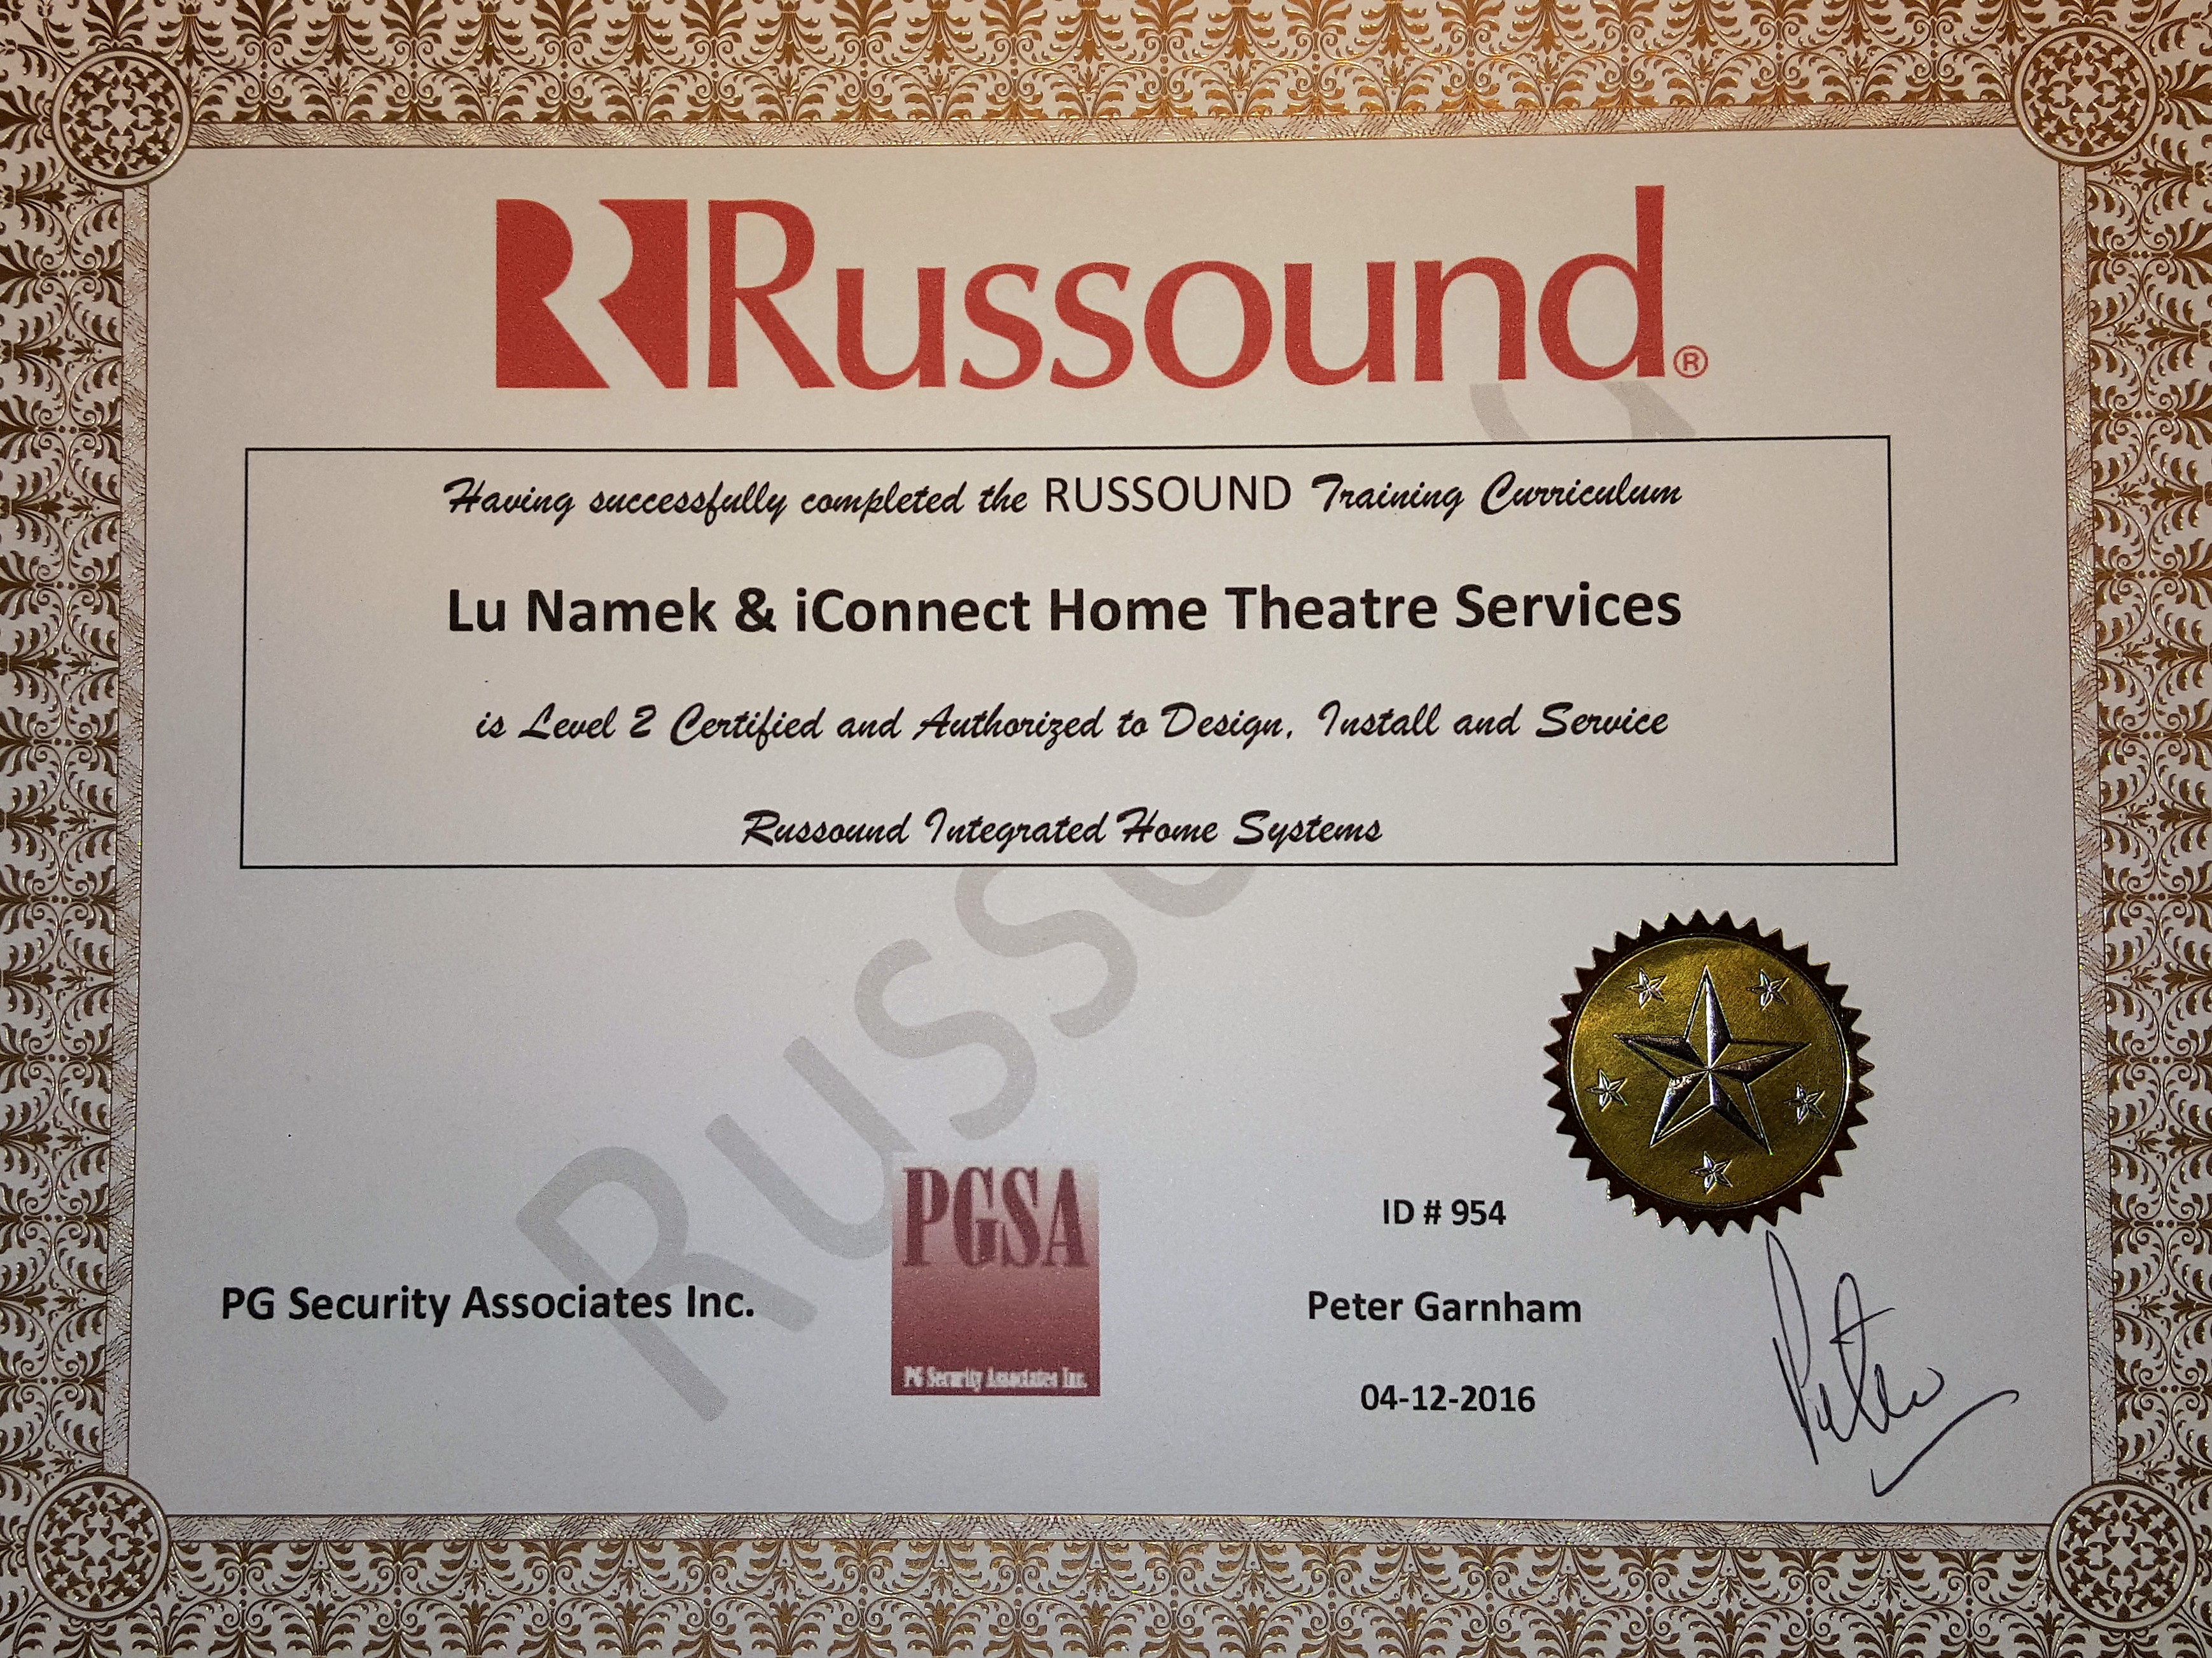 Russound®
Having successfully completed the RUSSOUND Training Curriculum
Lu Namek & iConnect Home Theatre Services
is Level 2 Certified and Authorized to Design, Install and Service
Russound Integrated Home Systems
Russound
PGSA
ID # 954
PG Security Associates Inc.
Peter Garnham
PG Security Associates Inc.
04-12-2016
Peter